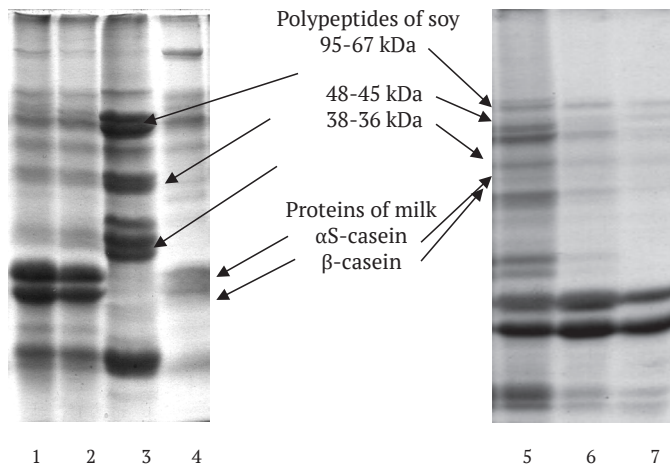 Polypeptides of soy
95-67 kDa
48-45 kDa
38-36 kDa
Proteins of milk
αS-casein
β-casein
1 2 3 4 5 6 7